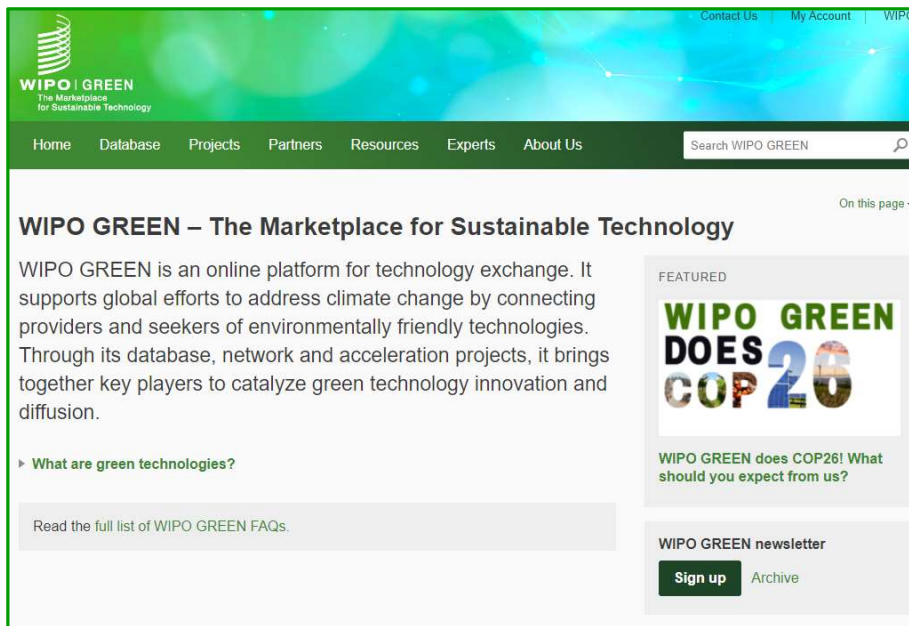 Contact Us | My Account | WIPO
WIPO | GREEN
The Marketplace
for Sustainable Technology
Home Database Projects Partners Resources Experts About Us Search WIPO GREEN
On this page
WIPO GREEN – The Marketplace for Sustainable Technology
WIPO GREEN is an online platform for technology exchange. It
supports global efforts to address climate change by connecting
providers and seekers of environmentally friendly technologies.
Through its database, network and acceleration projects, it brings
together key players to catalyze green technology innovation and
diffusion.
What are green technologies?
Read the full list of WIPO GREEN FAQs.
FEATURED
WIPO GREEN
DOES
COP26
WIPO GREEN does COP26! What
should you expect from us?
WIPO GREEN newsletter
Sign up Archive